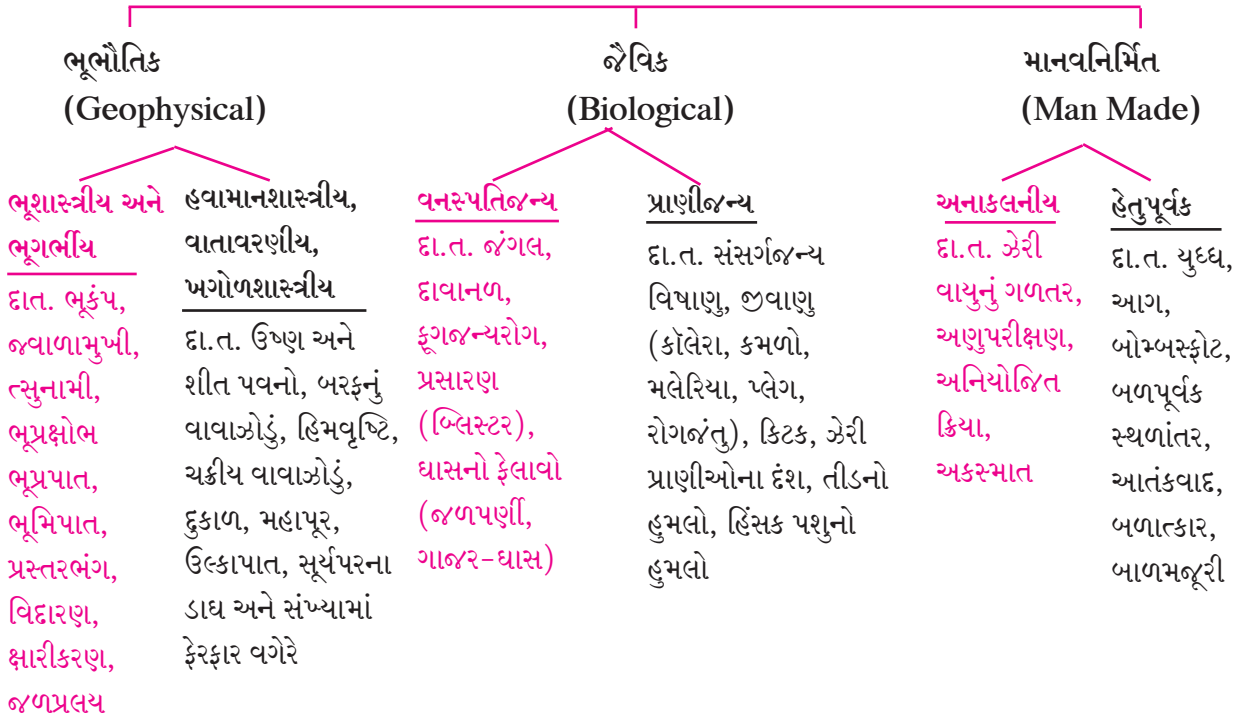 ભૂભૌતિક
(Geophysical)
જૈવિક
(Biological)
માનવનિર્મિત
(Man Made)
ભૂશાસ્ત્રીય અને
ભૂગર્ભીય
દાત. ભૂકંપ,
જ્વાળામુખી,
ત્સુનામી,
ભૂપ્રક્ષોભ
ભૂપ્રપાત,
ભૂમિપાત,
પ્રસ્તરભંગ,
વિદારણ,
ક્ષારીકરણ,
જળપ્રલય
હવામાનશાસ્ત્રીય,
વાતાવરણીય,
ખગોળશાસ્ત્રીય
દા.ત. ઉષ્ણ અને
શીત પવનો, બરફનું
વાવાઝોડું, હિમવૃષ્ટિ,
ચક્રીય વાવાઝોડું,
દુકાળ, મહાપૂર,
ઉલ્કાપાત, સૂર્યપરના
ડાઘ અને સંખ્યામાં
ફેરફાર વગેરે
વનસ્પતિજન્ય
દા.ત. જંગલ,
દાવાનળ,
ફૂગજન્યરોગ,
પ્રસારણ
(બ્લિસ્ટર),
ઘાસનો ફેલાવો
(જળપર્ણી,
ગાજર-ઘાસ)
પ્રાણીજન્ય
દા.ત. સંસર્ગજન્ય
વિષાણુ, જીવાણુ
(કૉલેરા, કમળો,
મલેરિયા, પ્લેગ,
રોગજંતુ), કિટક, ઝેરી
પ્રાણીઓના દંશ, તીડનો
હુમલો, હિંસક પશુનો
હુમલો
અનાકલનીય
દા.ત. ઝેરી
વાયુનું ગળતર,
અણુપરીક્ષણ,
અનિયોજિત
ક્રિયા,
અકસ્માત
હેતુપૂર્વક
દા.ત. યુધ્ધ,
આગ,
બોમ્બસ્ફોટ,
બળપૂર્વક
સ્થળાંતર,
આતંકવાદ,
બળાત્કાર,
બાળમજૂરી